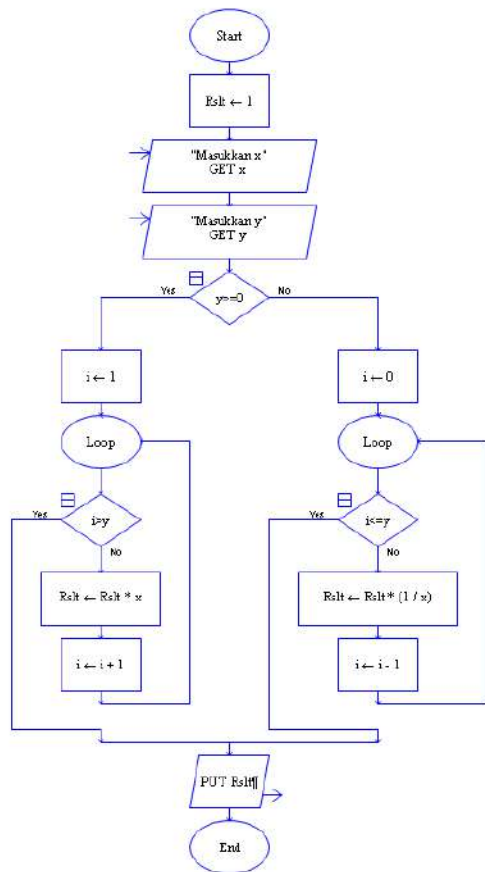 Start
Rslt ← 1
"Masukkan x"
GET x
"Masukkan y"
GET y
Yes
y>=0
No
i ← 1
i ← 0
Loop
Loop
Yes
i>y
No
Yes
i<=y
No
Rslt ← Rslt * x
Rslt ← Rslt * (1 / x)
i ← i + 1
i ← i - 1
PUT Rslt¶
End